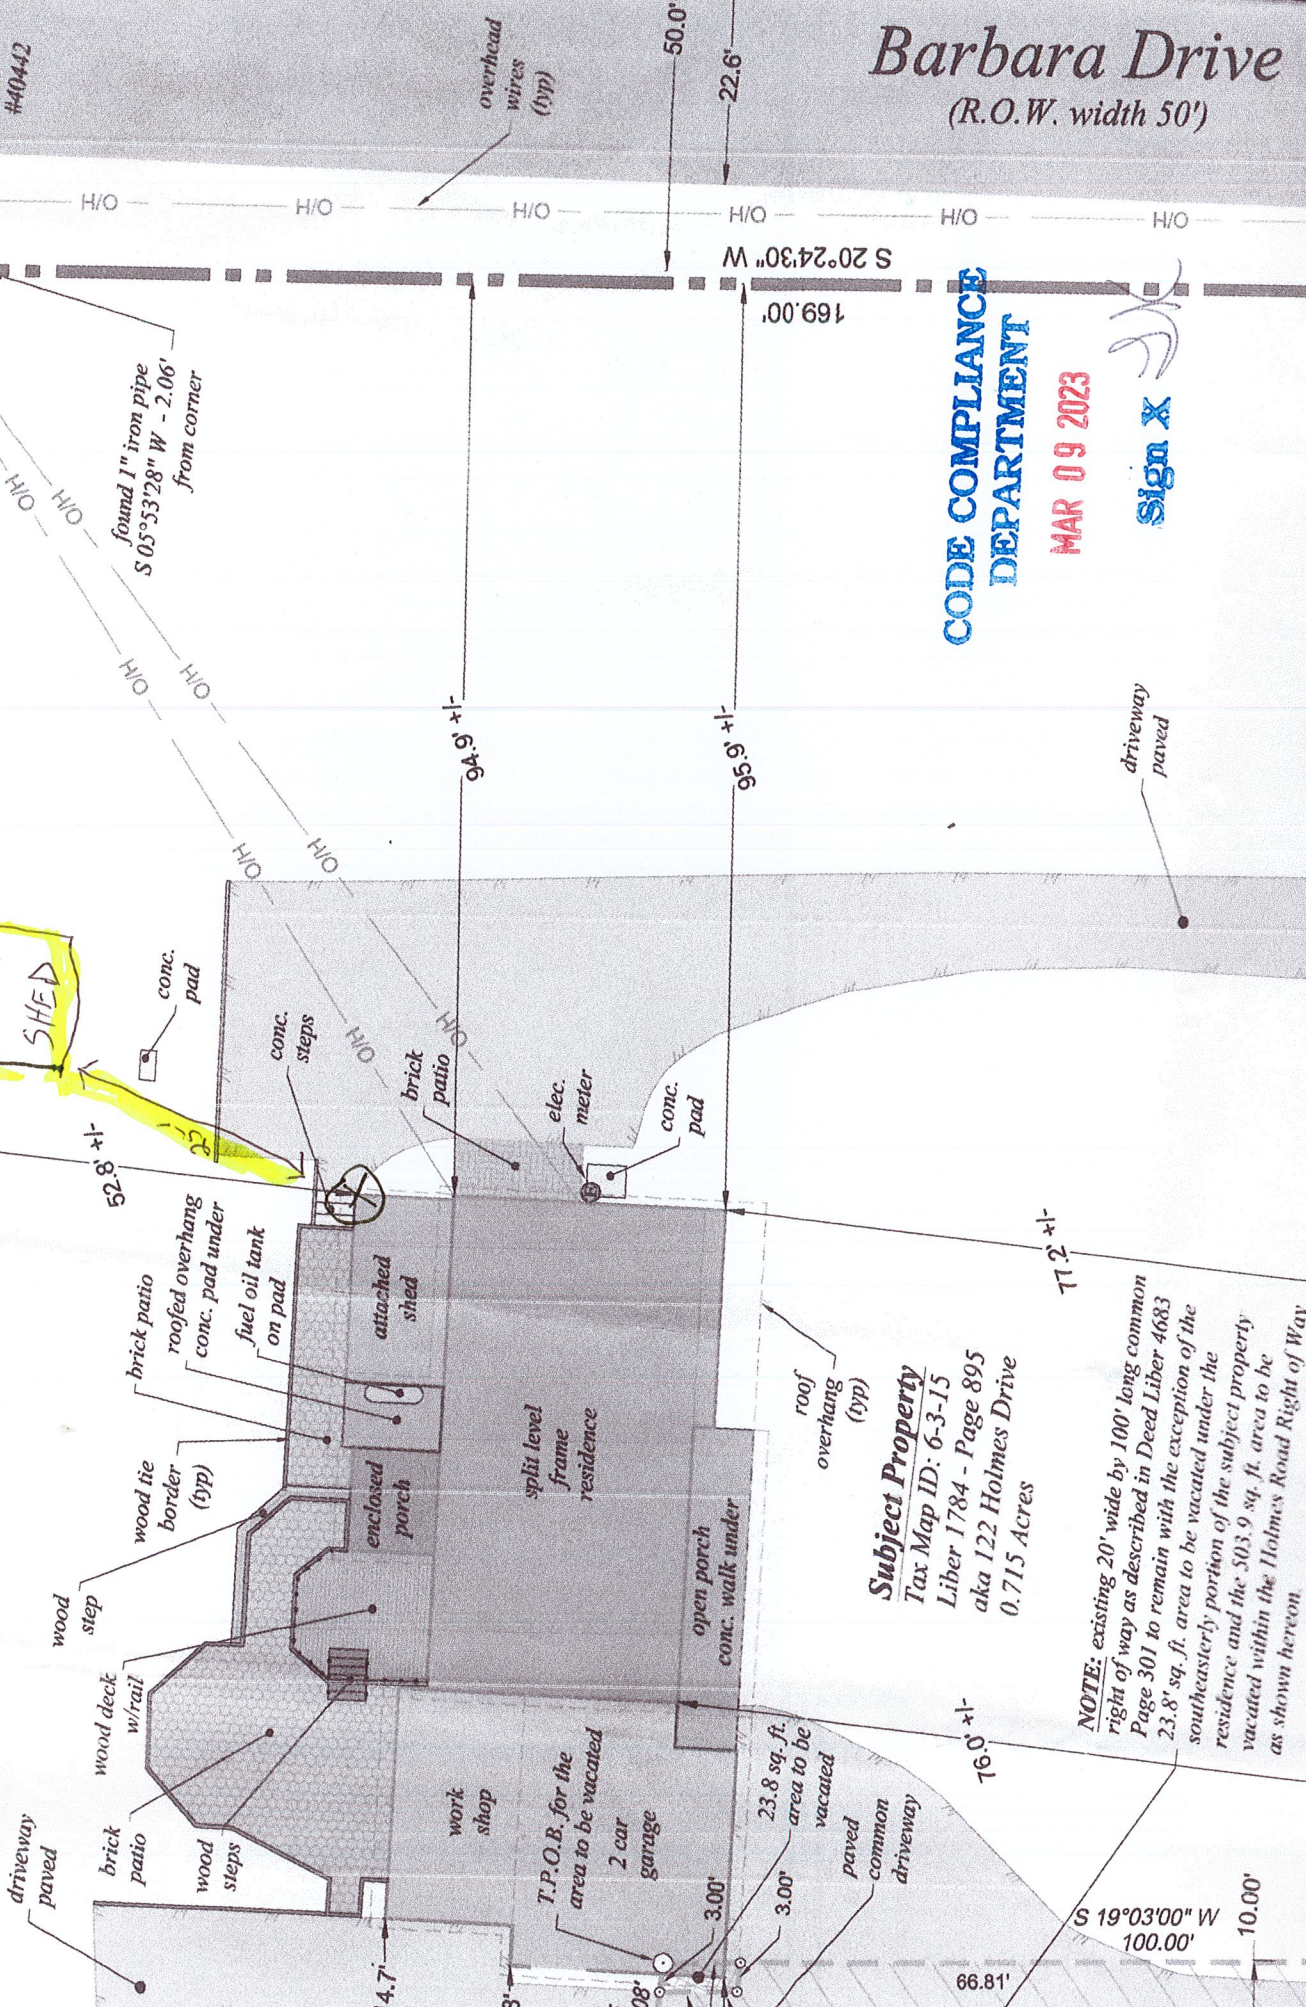 #40442
overhead
wires
(typ)
50.0'
22.6'
Barbara Drive
(R.O.W. width 50')
O/H
O/H
O/H
O/H
O/H
O/H
S 20°24'30" W
169.00'
found 1" iron pipe
S 05°53'28" W - 2.06'
from corner
O/H
O/H
O/H
O/H
O/H
O/H
O/H
O/H
CODE COMPLIANCE
DEPARTMENT
MAR 09 2023
Sign X
94.9' +/-
95.9' +/-
driveway
paved
SHED
conc.
pad
conc.
steps
brick
patio
elec.
meter
E
conc.
pad
52.8' +/-
77.2' +/-
brick patio
roofed overhang
conc. pad under
fuel oil tank
on pad
attached
shed
wood tie
border
(typ)
enclosed
porch
split level
frame
residence
roof
overhang
(typ)
wood
step
wood deck
w/rail
open porch
conc. walk under
Subject Property
Tax Map ID: 6-3-15
Liber 1784 - Page 895
aka 122 Holmes Drive
0.715 Acres
NOTE: existing 20' wide by 100' long common
right of way as described in Deed Liber 4683
Page 301 to remain with the exception of the
23.8' sq. ft. area to be vacated under the
southeasterly portion of the subject property
residence and the 503.9 sq. ft. area to be
vacated within the Holmes Road Right of Way
as shown hereon
76.0' +/-
driveway
paved
brick
patio
wood
steps
work
shop
T.P.O.B. for the
area to be vacated
2 car
garage
23.8 sq. ft.
area to be
vacated
paved
common
driveway
3.00'
3.00'
S 19°03'00" W
100.00'
10.00'
66.81'
4.7'
08'